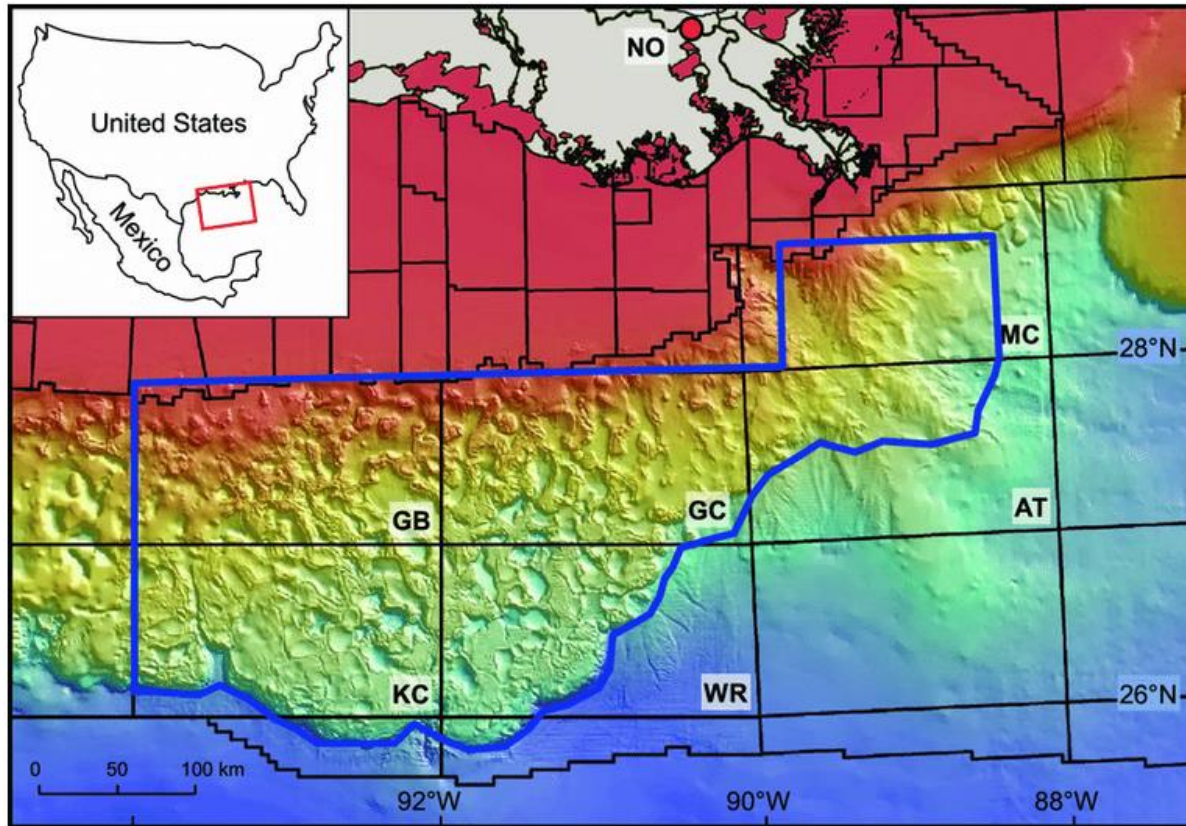 United States
Mexico
NO
MC
28°N
GB
GC
AT
KC
WR
26°N
0 50 100 km
92°W
90°W
88°W